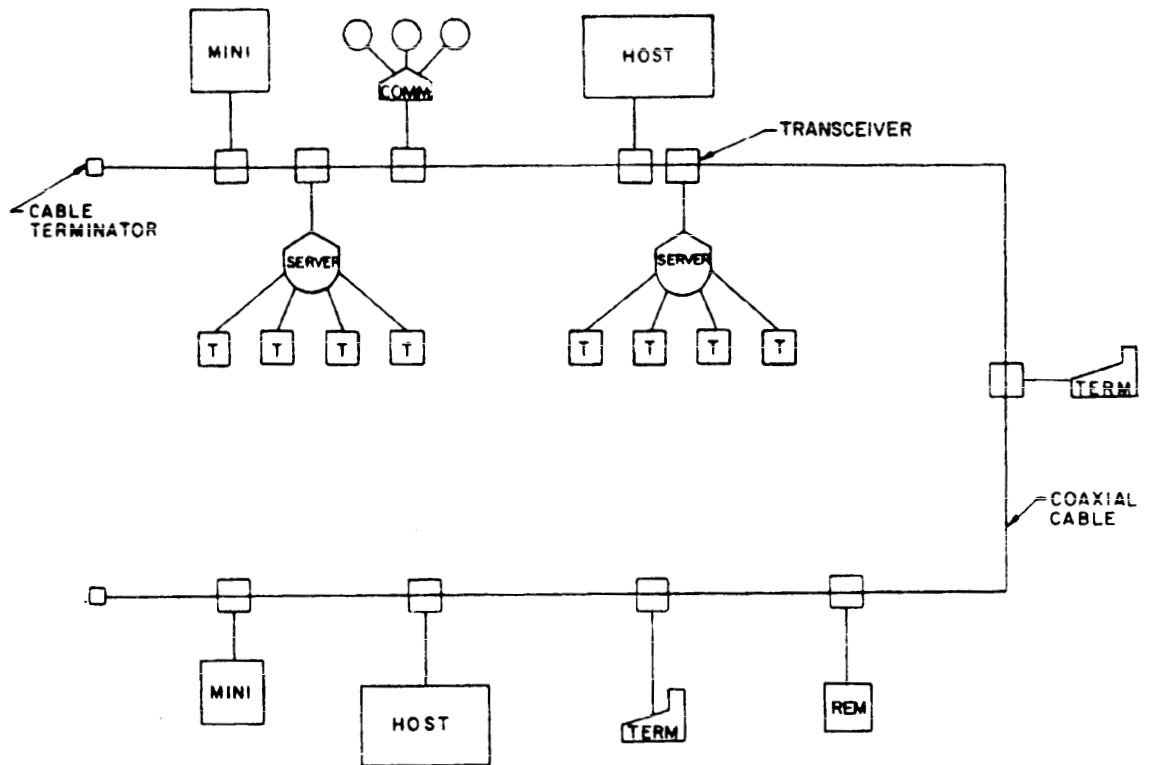 MINI
COMM.
HOST
TRANSCEIVER
CABLE
TERMINATOR
SERVER
SERVER
T
T
T
T
T
T
T
T
TERM
COAXIAL
CABLE
MINI
HOST
TERM
REM